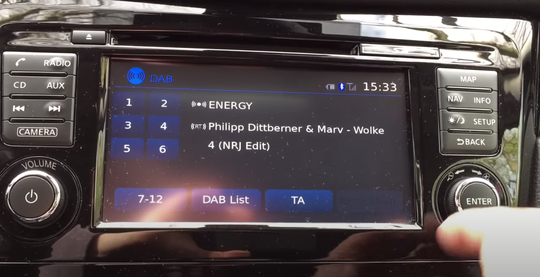 RADIO
CD AUX
CAMERA
VOLUME
DAB
15:33
1 2
3 4
5 6
ENERGY
Philipp Dittberner & Marv - Wolke
4 (NRJ Edit)
7-12 DAB List TA
MAP
NAV INFO
SETUP
BACK
ENTER